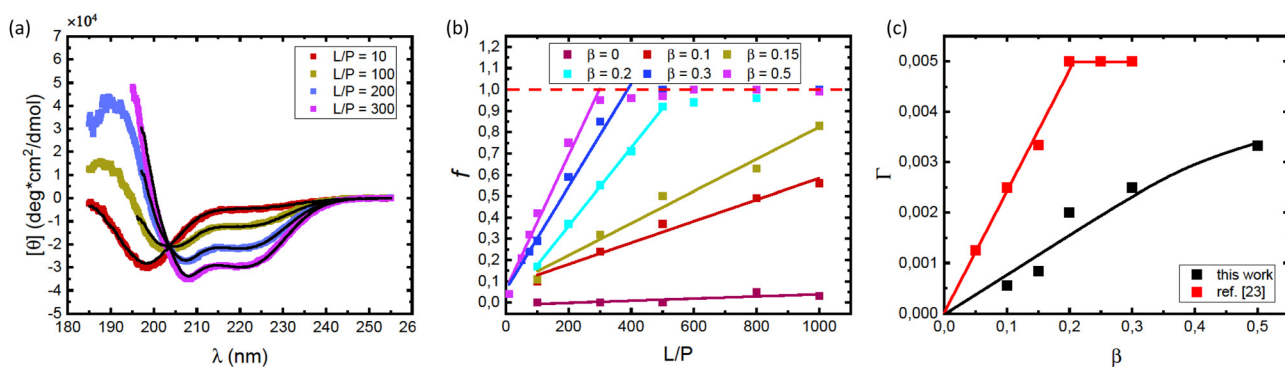 (a)
×10⁴
7
6
5
4
3
2
1
0
-1
-2
-3
-4
-5
[θ] (deg*cm²/dmol)
L/P = 10
L/P = 100
L/P = 200
L/P = 300
180 190 200 210 220 230 240 250 26
λ (nm)
(b)
1,2
1,1
1,0
0,9
0,8
0,7
0,6
0,5
0,4
0,3
0,2
0,1
0,0
f
β = 0 β = 0.1 β = 0.15
β = 0.2 β = 0.3 β = 0.5
0 200 400 600 800 1000
L/P
(c)
0,005
0,004
0,003
0,002
0,001
0,000
Γ
this work
ref. [23]
0,0 0,1 0,2 0,3 0,4 0,5
β